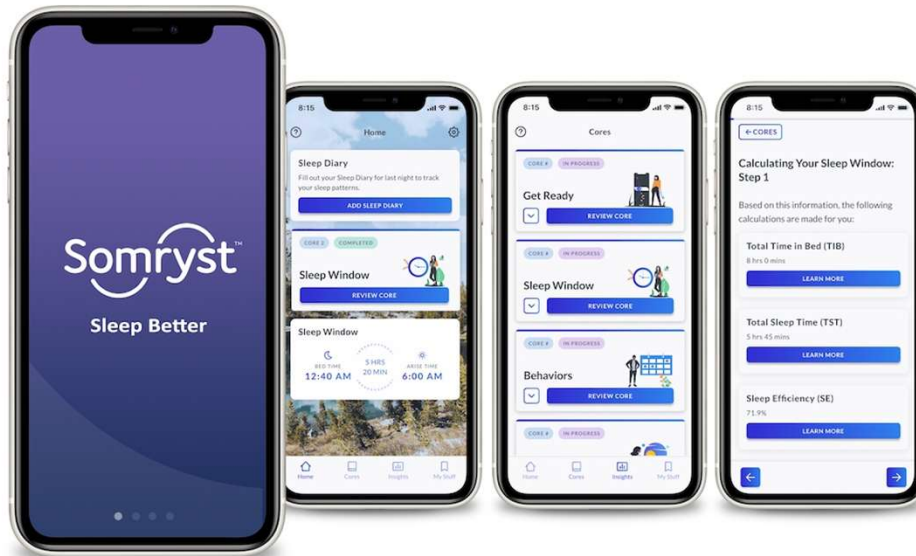 Somryst™
Sleep Better
8:15
Home
Sleep Diary
Fill out your Sleep Diary for last night to track
your sleep patterns.
ADD SLEEP DIARY
CORE 2 COMPLETED
Sleep Window
REVIEW CORE
Sleep Window
BED TIME
12:40 AM
5 HRS
20 MIN
ARISE TIME
6:00 AM
Home Cores Insights My Stuff
8:15
Cores
CORE # IN PROGRESS
Get Ready
REVIEW CORE
CORE # IN PROGRESS
Sleep Window
REVIEW CORE
CORE # IN PROGRESS
Behaviors
REVIEW CORE
CORE # IN PROGRESS
Home Cores Insights My Stuff
8:15
← CORES
Calculating Your Sleep Window:
Step 1
Based on this information, the following
calculations are made for you:
Total Time in Bed (TIB)
8 hrs 0 mins
LEARN MORE
Total Sleep Time (TST)
5 hrs 45 mins
LEARN MORE
Sleep Efficiency (SE)
71.9%
LEARN MORE